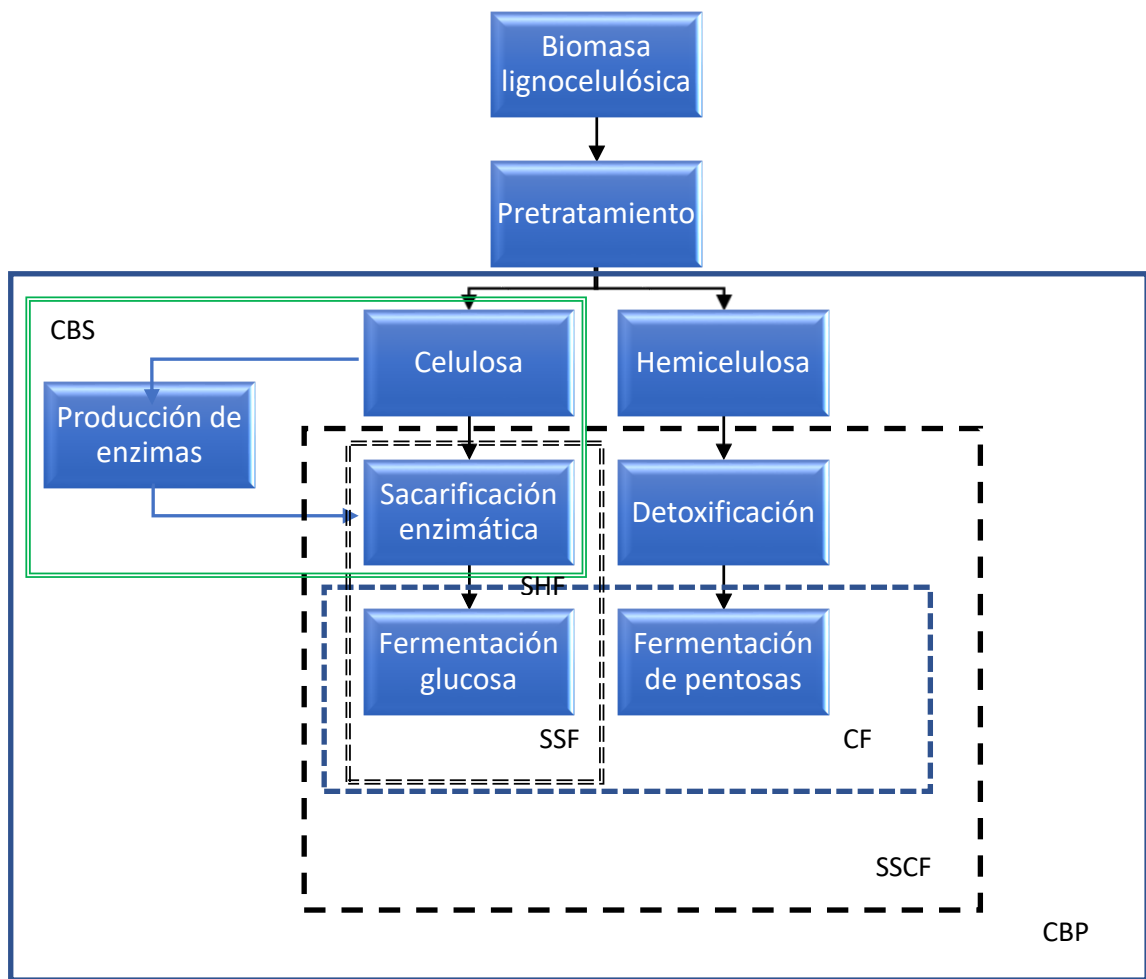 Biomasa
lignocelulósica
Pretratamiento
CBS
Celulosa
Hemicelulosa
Producción de
enzimas
Sacarificación
enzimática
Detoxificación
SHF
Fermentación
glucosa
Fermentación
de pentosas
SSF
CF
SSCF
CBP